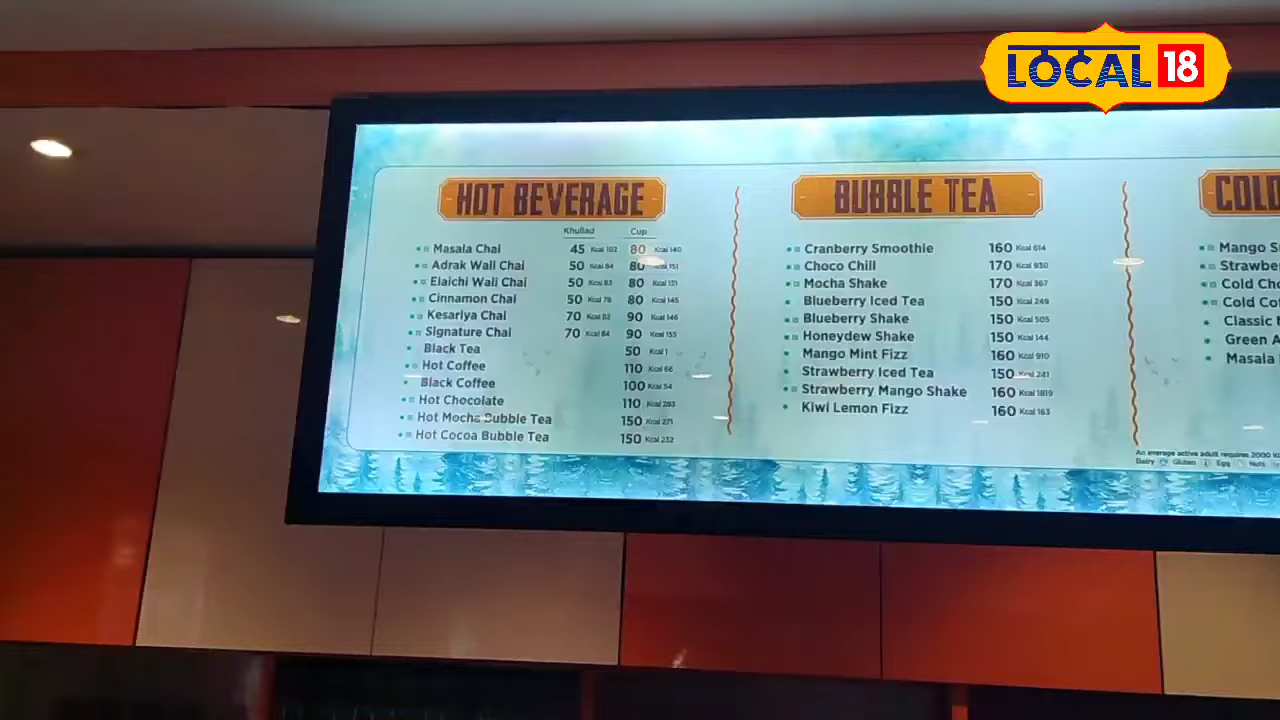 LOCAL 18
HOT BEVERAGE
Khullad Cup
Masala Chai 45 Kcal 102 80 Kcal 140
Adrak Wali Chai 50 Kcal 84 80 Kcal 151
Elaichi Wali Chai 50 Kcal 83 80 Kcal 151
Cinnamon Chai 50 Kcal 78 80 Kcal 145
Kesariya Chai 70 Kcal 82 90 Kcal 146
Signature Chai 70 Kcal 84 90 Kcal 155
Black Tea 50 Kcal 1
Hot Coffee 110 Kcal 66
Black Coffee 100 Kcal 54
Hot Chocolate 110 Kcal 283
Hot Mocha Bubble Tea 150 Kcal 271
Hot Cocoa Bubble Tea 150 Kcal 232
BUBBLE TEA
Cranberry Smoothie 160 Kcal 614
Choco Chill 170 Kcal 930
Mocha Shake 170 Kcal 367
Blueberry Iced Tea 150 Kcal 249
Blueberry Shake 150 Kcal 505
Honeydew Shake 150 Kcal 144
Mango Mint Fizz 160 Kcal 910
Strawberry Iced Tea 150 Kcal 241
Strawberry Mango Shake 160 Kcal 1819
Kiwi Lemon Fizz 160 Kcal 163
COLD
Mango S
Strawbe
Cold Cho
Cold Co
Classic
Green A
Masala
An average active adult requires 2000 Kc
Dairy Gluten Egg Nuts